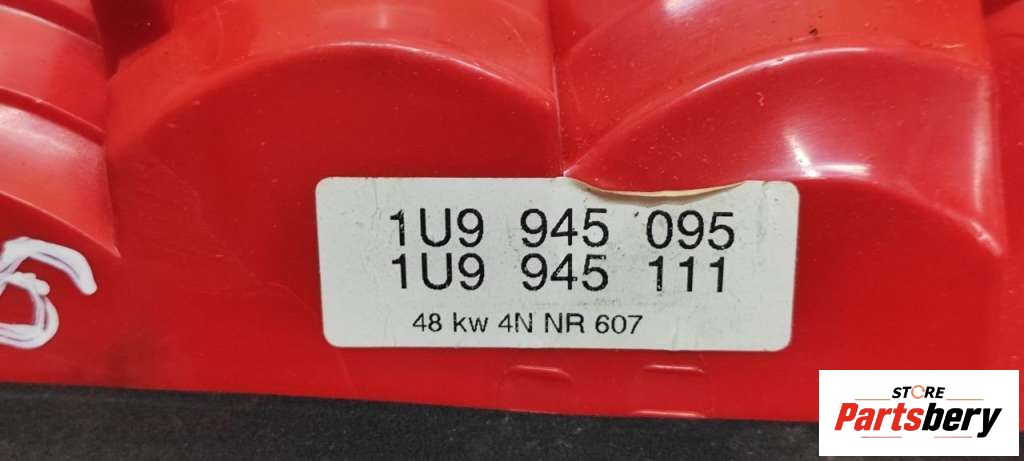 1U9 945 095
1U9 945 111
48 kw 4N NR 607
STORE
Partsbery